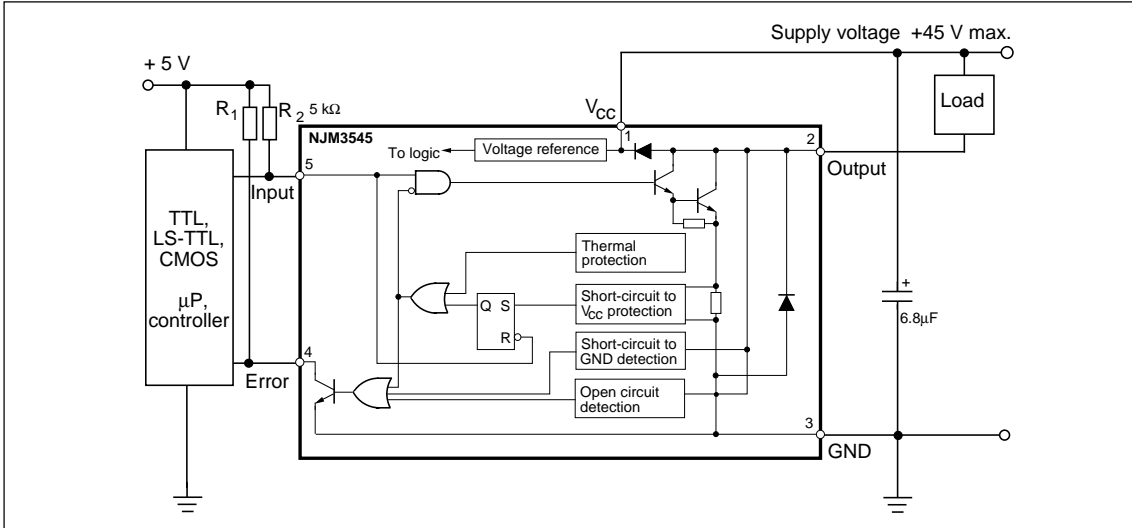 Supply voltage +45 V max.
+ 5 V
R1
R2 5 kΩ
VCC
Load
NJM3545
1
2
To logic
Voltage reference
Output
5
Input
TTL,
LS-TTL,
CMOS
μP,
controller
Thermal
protection
Q S
R
Short-circuit to
VCC protection
+
6.8μF
Short-circuit to
GND detection
4
Error
Open circuit
detection
3
GND